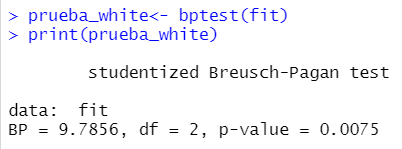 > prueba_white<- bptest(fit)
> print(prueba_white)
studentized Breusch-Pagan test
data:  fit
BP = 9.7856, df = 2, p-value = 0.0075